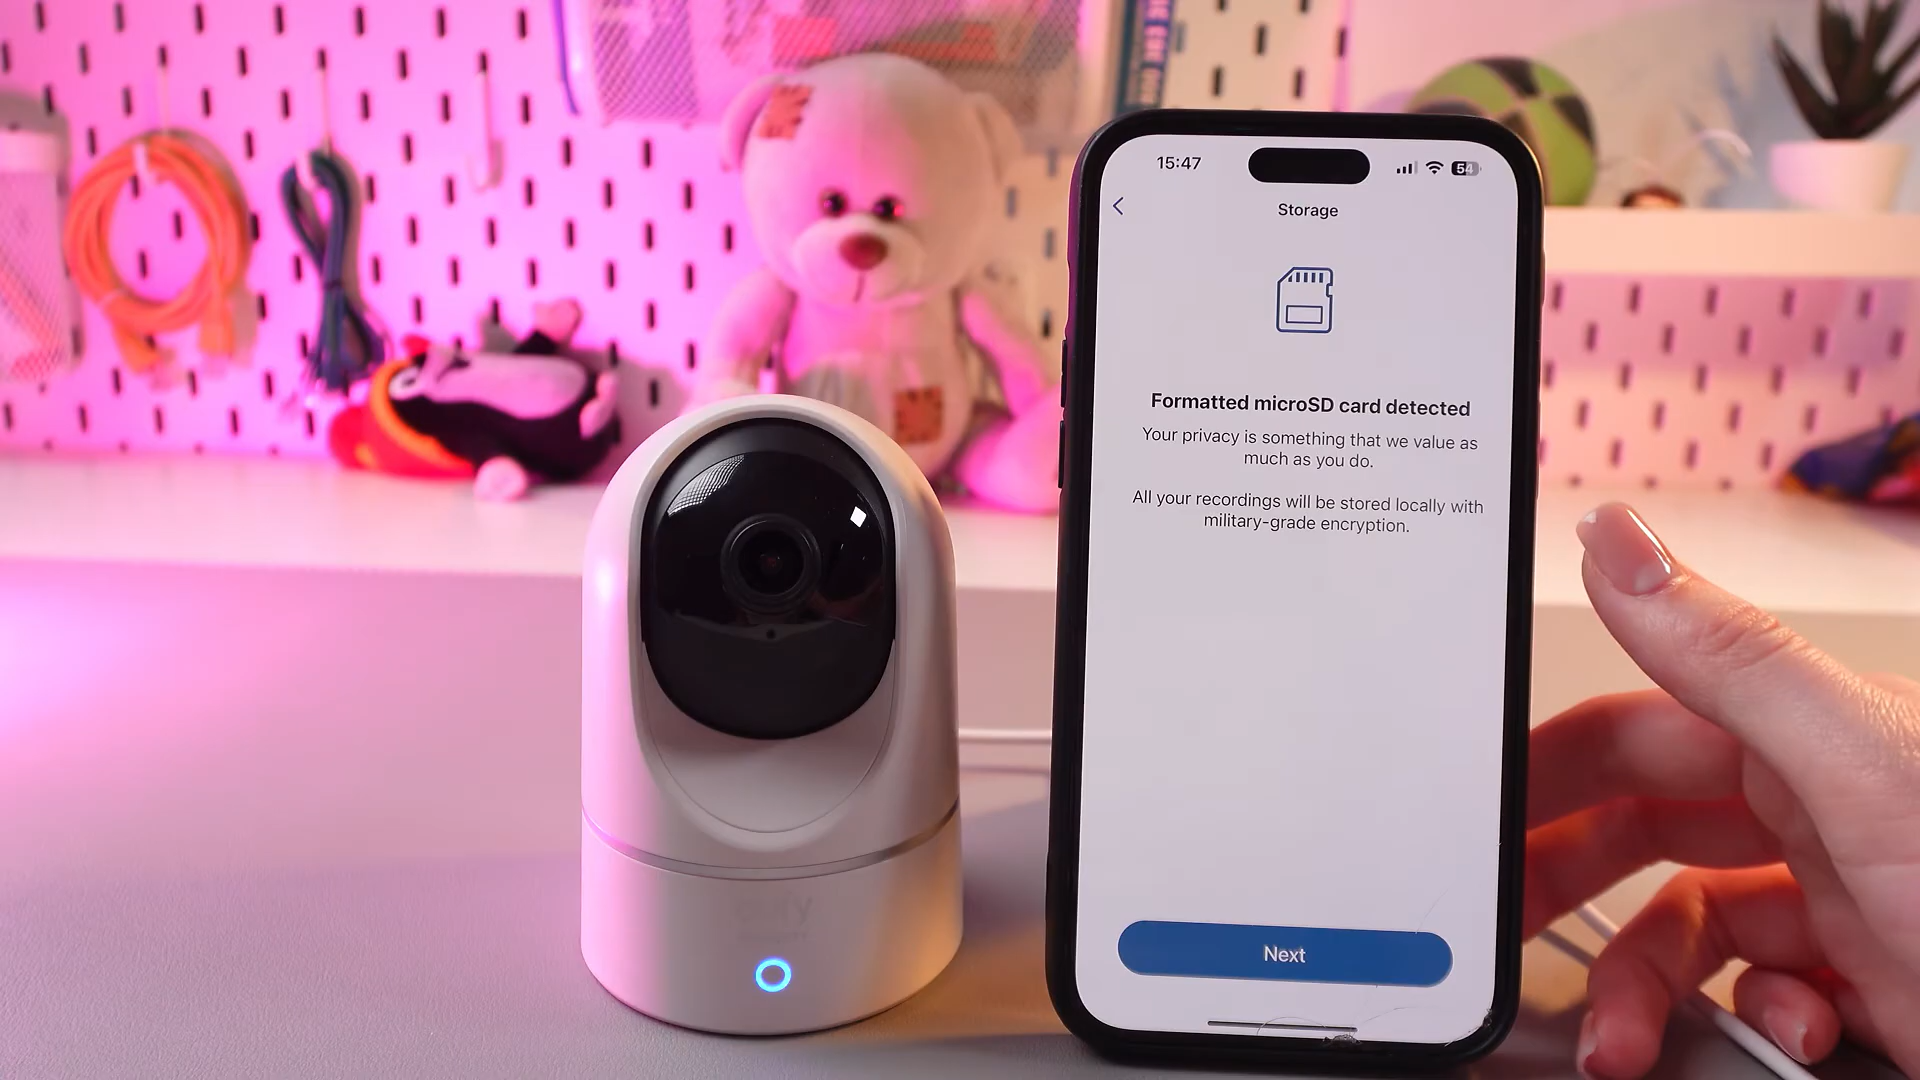 15:47
54
Storage
Formatted microSD card detected
Your privacy is something that we value as
much as you do.
All your recordings will be stored locally with
military-grade encryption.
Next
eufy